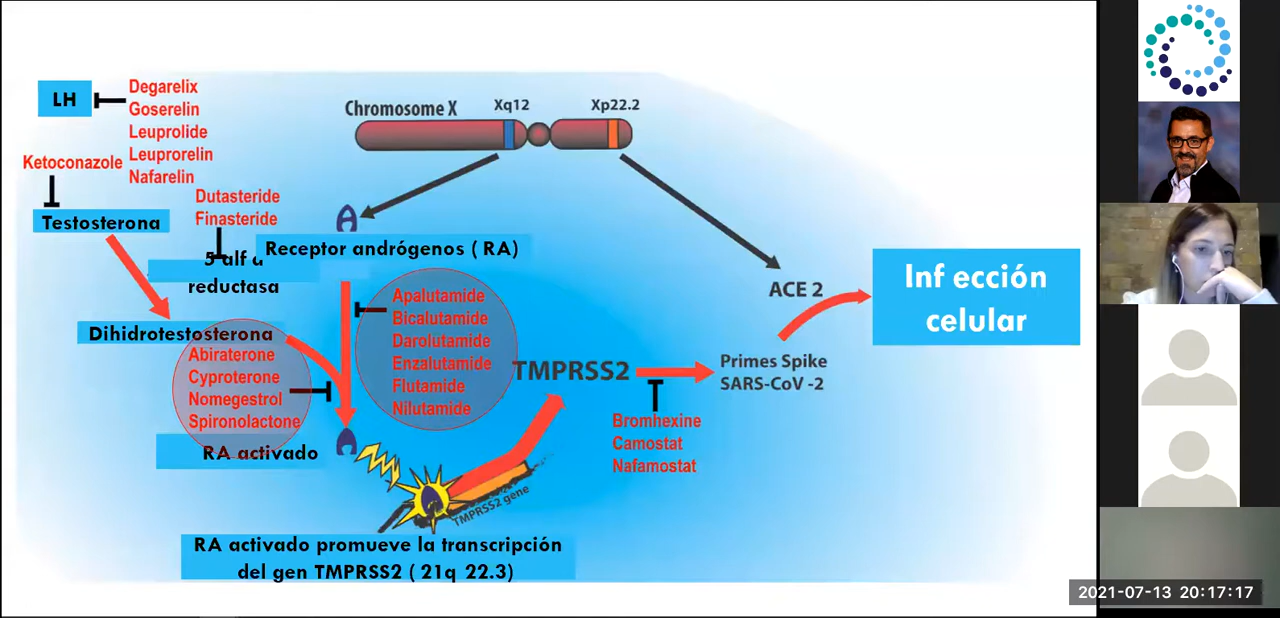 LH
Degarelix
Goserelin
Leuprolide
Leuprorelin
Nafarelin
Ketoconazole
Testosterona
Dutasteride
Finasteride
5 alf a
reductasa
Chromosome X
Xq12
Xp22.2
Receptor andrógenos ( RA)
Dihidrotestosterona
Abiraterone
Cyproterone
Nomegestrol
Spironolactone
RA activado
Apalutamide
Bicalutamide
Darolutamide
Enzalutamide
Flutamide
Nilutamide
TMPRSS2
TMPRSS2 gene
RA activado promueve la transcripción
del gen TMPRSS2 ( 21q 22.3)
Bromhexine
Camostat
Nafamostat
ACE 2
Primes Spike
SARS-CoV -2
Inf ección
celular
2021-07-13 20:17:17